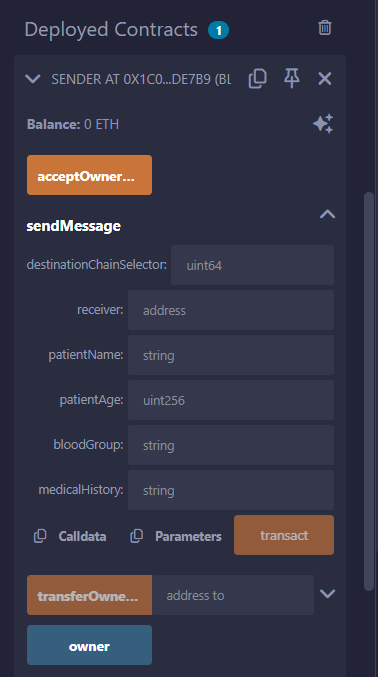 Deployed Contracts 1
SENDER AT 0X1C0...DE7B9 (BL
Balance: 0 ETH
acceptOwner...
sendMessage
destinationChainSelector: uint64
receiver: address
patientName: string
patientAge: uint256
bloodGroup: string
medicalHistory: string
Calldata Parameters transact
transferOwne... address to
owner